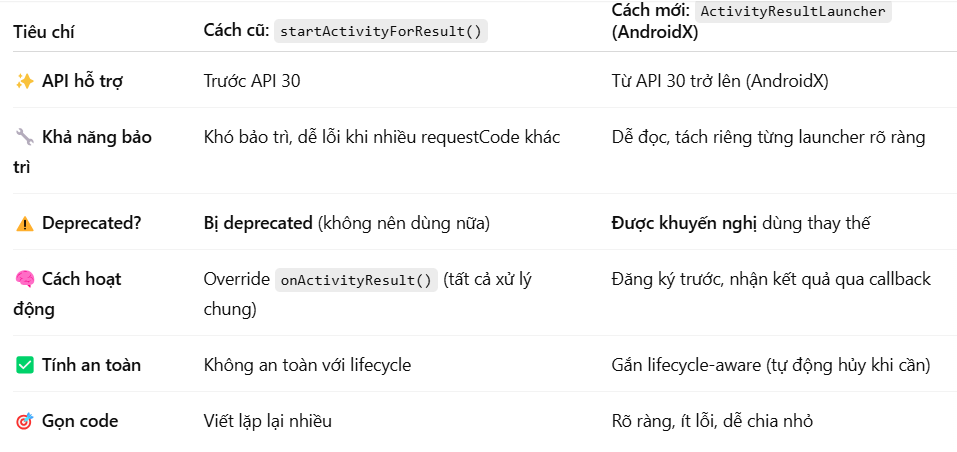 Tiêu chí Cách cũ: startActivityForResult() Cách mới: ActivityResultLauncher
(AndroidX)
✨ API hỗ trợ Trước API 30 Từ API 30 trở lên (AndroidX)
🔧 Khả năng bảo Khó bảo trì, dễ lỗi khi nhiều requestCode khác Dễ đọc, tách riêng từng launcher rõ ràng
trì
⚠️ Deprecated? Bị deprecated (không nên dùng nữa) Được khuyến nghị dùng thay thế
🧠 Cách hoạt Override onActivityResult() (tất cả xử lý Đăng ký trước, nhận kết quả qua callback
động chung)
✅ Tính an toàn Không an toàn với lifecycle Gắn lifecycle-aware (tự động hủy khi cần)
🎯 Gọn code Viết lặp lại nhiều Rõ ràng, ít lỗi, dễ chia nhỏ